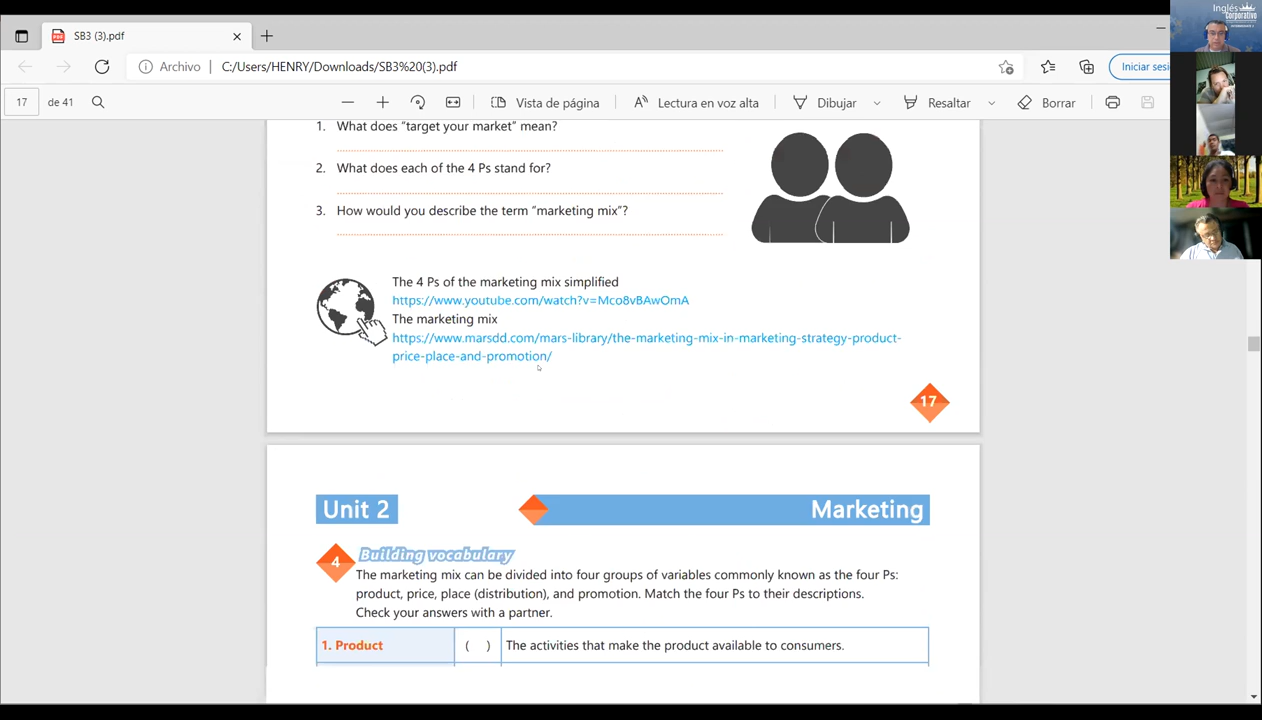 SB3 (3).pdf
Archivo
C:/Users/HENRY/Downloads/SB3%20(3).pdf
Iniciar sesi
17
de 41
Vista de página
Lectura en voz alta
Dibujar
Resaltar
Borrar
Inglés
Corporativo
1. What does “target your market” mean?
2. What does each of the 4 Ps stand for?
3. How would you describe the term “marketing mix”?
The 4 Ps of the marketing mix simplified
https://www.youtube.com/watch?v=Mco8vBAwOmA
The marketing mix
https://www.marsdd.com/mars-library/the-marketing-mix-in-marketing-strategy-product-
price-place-and-promotion/
17
Unit 2
Marketing
4
Building vocabulary
The marketing mix can be divided into four groups of variables commonly known as the four Ps:
product, price, place (distribution), and promotion. Match the four Ps to their descriptions.
Check your answers with a partner.
1. Product
( )
The activities that make the product available to consumers.